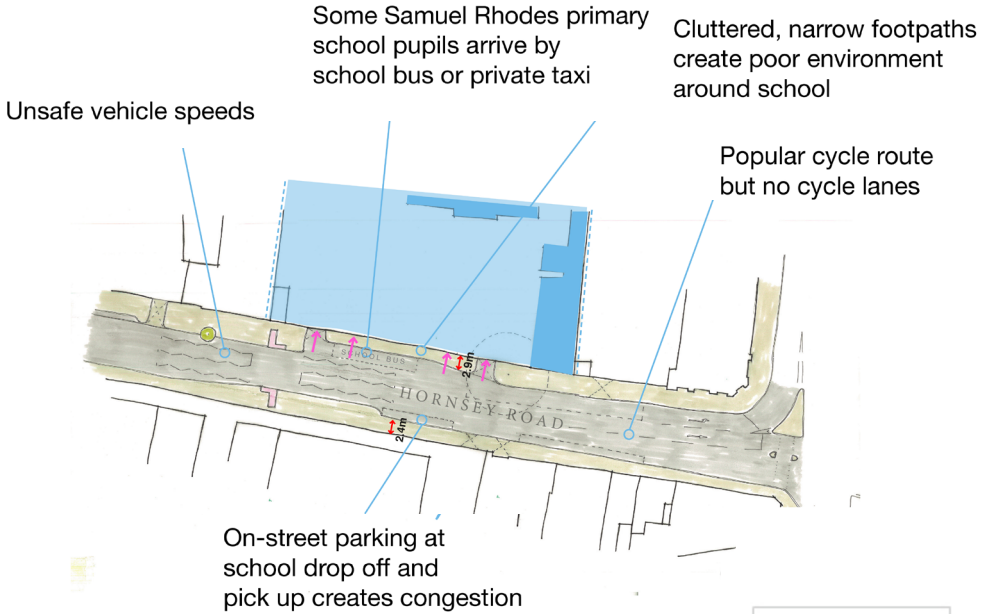 Some Samuel Rhodes primary
school pupils arrive by
school bus or private taxi
Cluttered, narrow footpaths
create poor environment
around school
Unsafe vehicle speeds
Popular cycle route
but no cycle lanes
SCHOOL BUS
2.9m
HORNSEY ROAD
2.4m
On-street parking at
school drop off and
pick up creates congestion